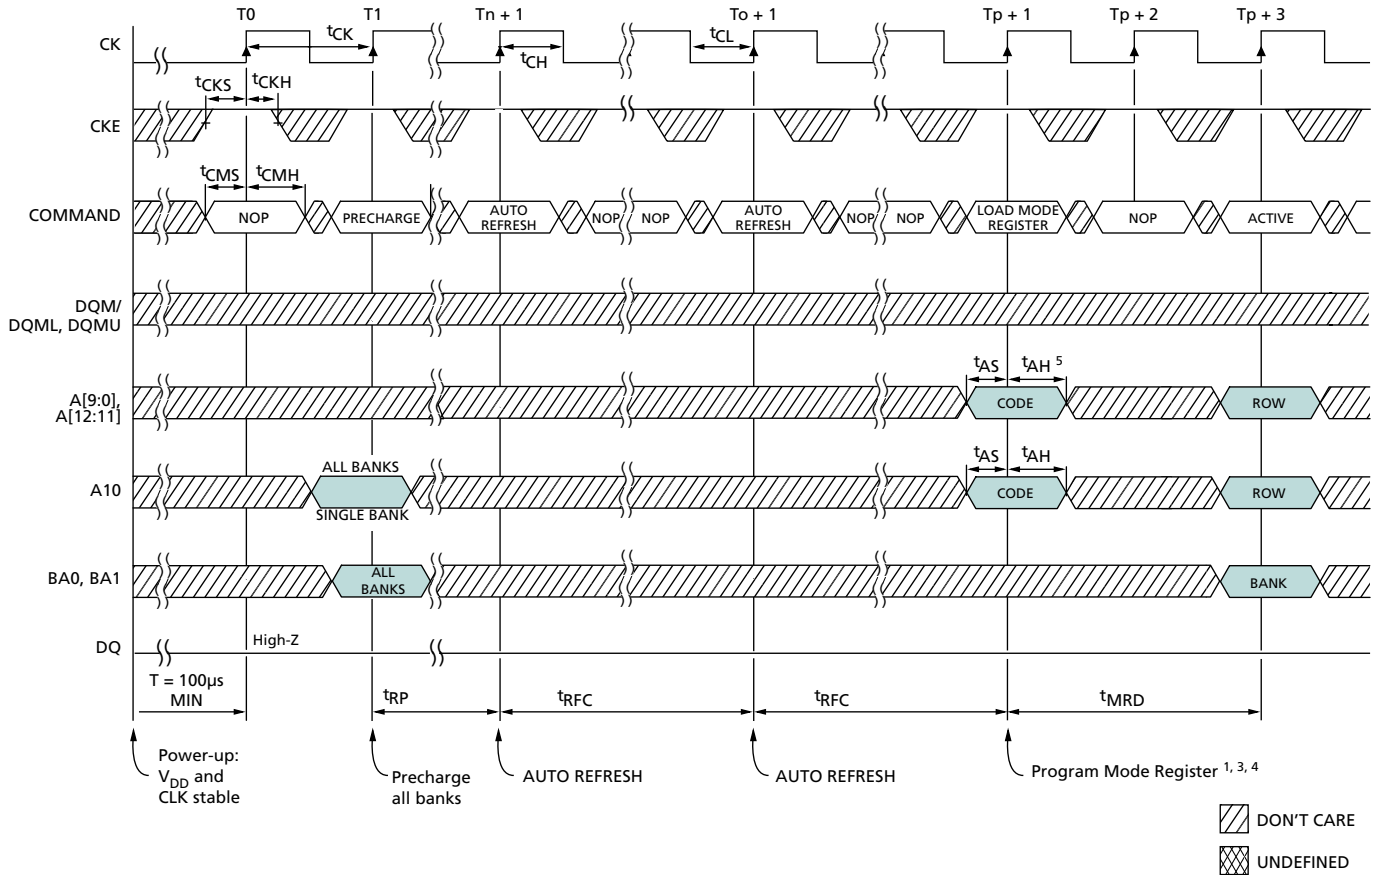 T0 T1 Tn + 1 To + 1 Tp + 1 Tp + 2 Tp + 3
CK
tCK
tCH
tCL
tCKS tCKH
CKE
tCMS tCMH
COMMAND
NOP
PRECHARGE
AUTO
REFRESH
NOP
NOP
AUTO
REFRESH
NOP
NOP
LOAD MODE
REGISTER
NOP
ACTIVE
DQM/
DQML, DQMU
tAS tAH 5
A[9:0],
A[12:11]
CODE
ROW
ALL BANKS
tAS tAH
A10
CODE
ROW
SINGLE BANK
BA0, BA1
ALL
BANKS
BANK
DQ
High-Z
T = 100µs
MIN
tRP
tRFC
tRFC
tMRD
Power-up:
VDD and
CLK stable
Precharge
all banks
AUTO REFRESH
AUTO REFRESH
Program Mode Register 1, 3, 4
DON'T CARE
UNDEFINED